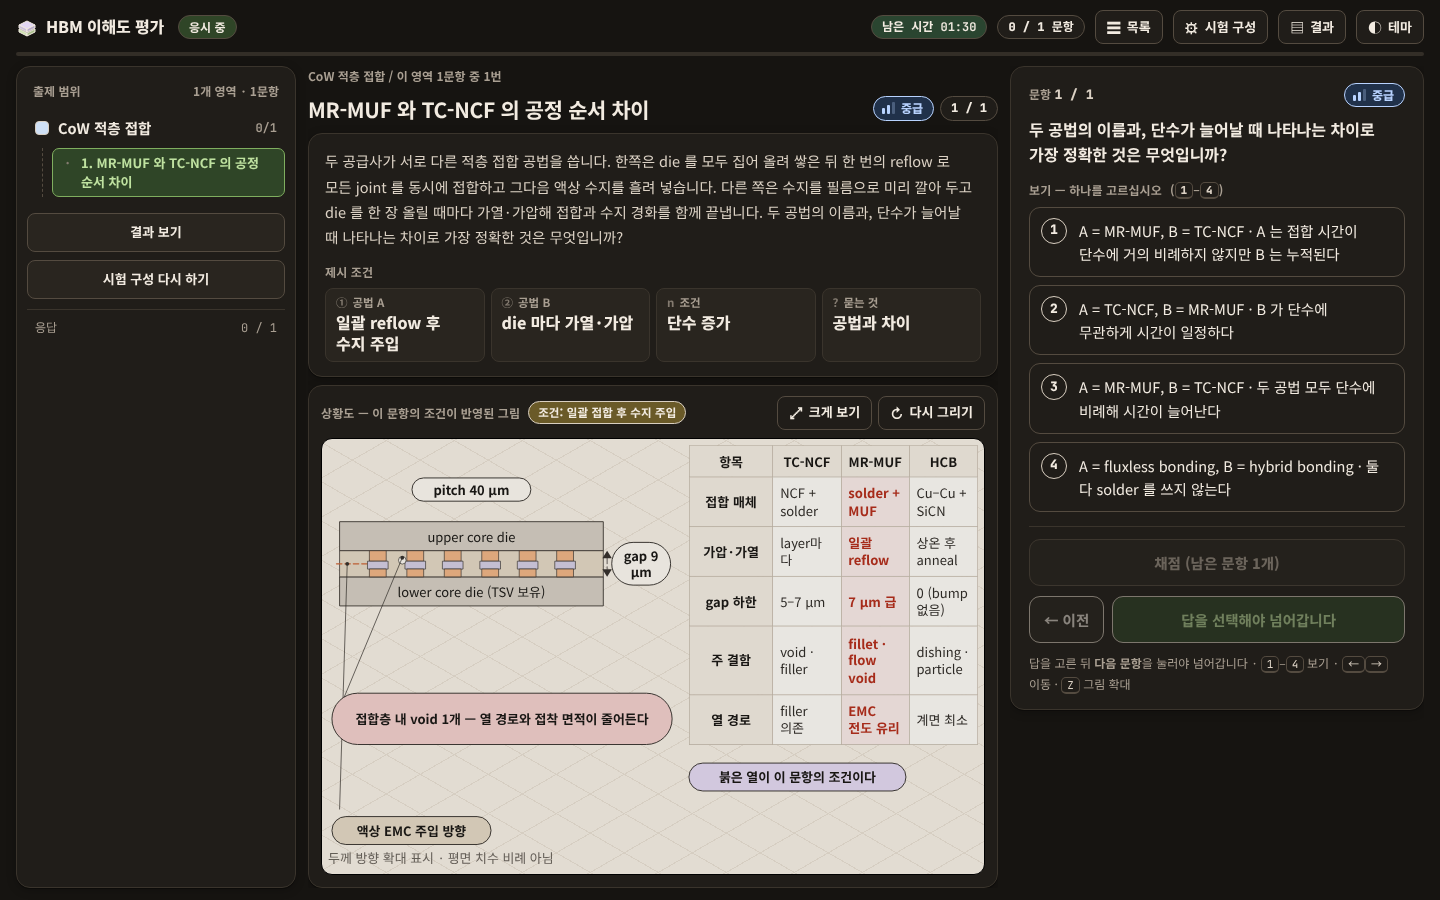 HBM 이해도 평가
응시 중
남은 시간 01:30
0 / 1 문항
목록
시험 구성
결과
테마
출제 범위
1개 영역 · 1문항
CoW 적층 접합
0/1
· 1. MR-MUF 와 TC-NCF 의 공정
순서 차이
결과 보기
시험 구성 다시 하기
응답
0 / 1
CoW 적층 접합 / 이 영역 1문항 중 1번
MR-MUF 와 TC-NCF 의 공정 순서 차이
중급
1 / 1
두 공급사가 서로 다른 적층 접합 공법을 씁니다. 한쪽은 die 를 모두 집어 올려 쌓은 뒤 한 번의 reflow 로
모든 joint 를 동시에 접합하고 그다음 액상 수지를 흘려 넣습니다. 다른 쪽은 수지를 필름으로 미리 깔아 두고
die 를 한 장 올릴 때마다 가열·가압해 접합과 수지 경화를 함께 끝냅니다. 두 공법의 이름과, 단수가 늘어날
때 나타나는 차이로 가장 정확한 것은 무엇입니까?
제시 조건
① 공법 A
일괄 reflow 후
수지 주입
② 공법 B
die 마다 가열·가압
n 조건
단수 증가
? 묻는 것
공법과 차이
상황도 — 이 문항의 조건이 반영된 그림
조건: 일괄 접합 후 수지 주입
크게 보기
다시 그리기
pitch 40 µm
upper core die
gap 9
µm
lower core die (TSV 보유)
접합층 내 void 1개 — 열 경로와 접착 면적이 줄어든다
액상 EMC 주입 방향
두께 방향 확대 표시 · 평면 치수 비례 아님
항목
TC-NCF
MR-MUF
HCB
접합 매체
NCF +
solder
solder +
MUF
Cu-Cu +
SiCN
가압·가열
layer마
다
일괄
reflow
상온 후
anneal
gap 하한
5-7 µm
7 µm 급
0 (bump
없음)
주 결함
void ·
filler
fillet ·
flow
void
dishing ·
particle
열 경로
filler
의존
EMC
전도 유리
계면 최소
붉은 열이 이 문항의 조건이다
문항 1 / 1
중급
두 공법의 이름과, 단수가 늘어날 때 나타나는 차이로
가장 정확한 것은 무엇입니까?
보기 — 하나를 고르십시오 (1–4)
1
A = MR-MUF, B = TC-NCF · A 는 접합 시간이
단수에 거의 비례하지 않지만 B 는 누적된다
2
A = TC-NCF, B = MR-MUF · B 가 단수에
무관하게 시간이 일정하다
3
A = MR-MUF, B = TC-NCF · 두 공법 모두 단수에
비례해 시간이 늘어난다
4
A = fluxless bonding, B = hybrid bonding · 둘
다 solder 를 쓰지 않는다
채점 (남은 문항 1개)
← 이전
답을 선택해야 넘어갑니다
답을 고른 뒤 다음 문항을 눌러야 넘어갑니다 · 1–4 보기 · ← →
이동 · Z 그림 확대